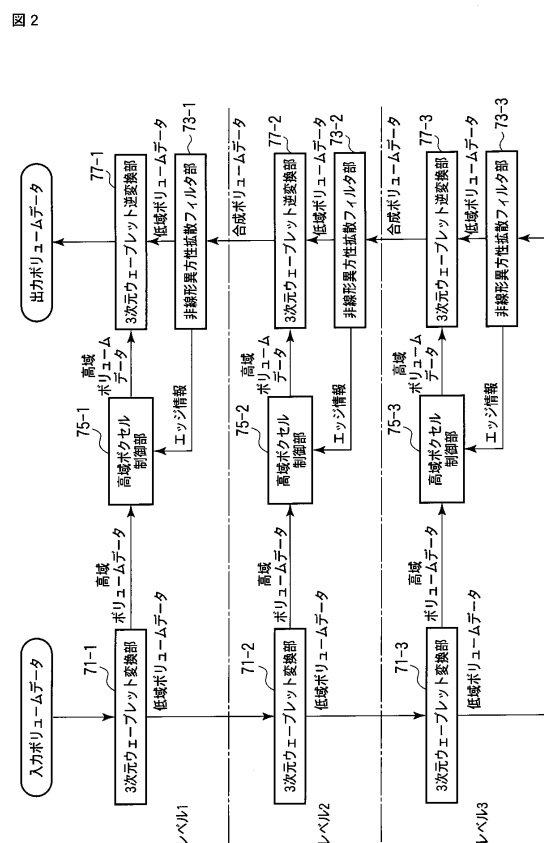 図2
入力ボリュームデータ
出力ボリュームデータ
レベル1
71-1
3次元ウェーブレット変換部
高域
ボリュームデータ
低域ボリュームデータ
75-1
高域ボクセル
制御部
高域
ボリューム
データ
エッジ情報
77-1
3次元ウェーブレット逆変換部
低域ボリュームデータ
73-1
非線形異方性拡散フィルタ部
合成ボリュームデータ
レベル2
71-2
3次元ウェーブレット変換部
高域
ボリュームデータ
低域ボリュームデータ
75-2
高域ボクセル
制御部
高域
ボリューム
データ
エッジ情報
77-2
3次元ウェーブレット逆変換部
低域ボリュームデータ
73-2
非線形異方性拡散フィルタ部
合成ボリュームデータ
レベル3
71-3
3次元ウェーブレット変換部
高域
ボリュームデータ
低域ボリュームデータ
75-3
高域ボクセル
制御部
高域
ボリューム
データ
エッジ情報
77-3
3次元ウェーブレット逆変換部
低域ボリュームデータ
73-3
非線形異方性拡散フィルタ部